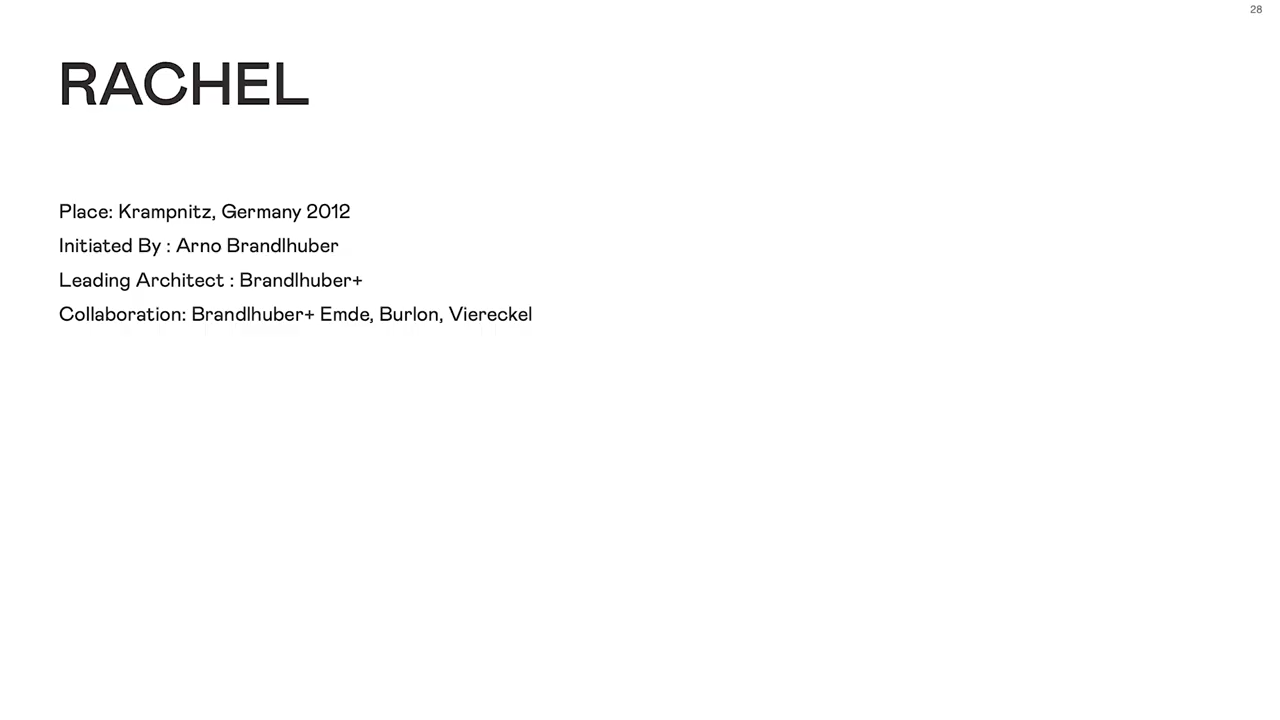 28
RACHEL
Place: Krampnitz, Germany 2012
Initiated By : Arno Brandlhuber
Leading Architect : Brandlhuber+
Collaboration: Brandlhuber+ Emde, Burlon, Viereckel